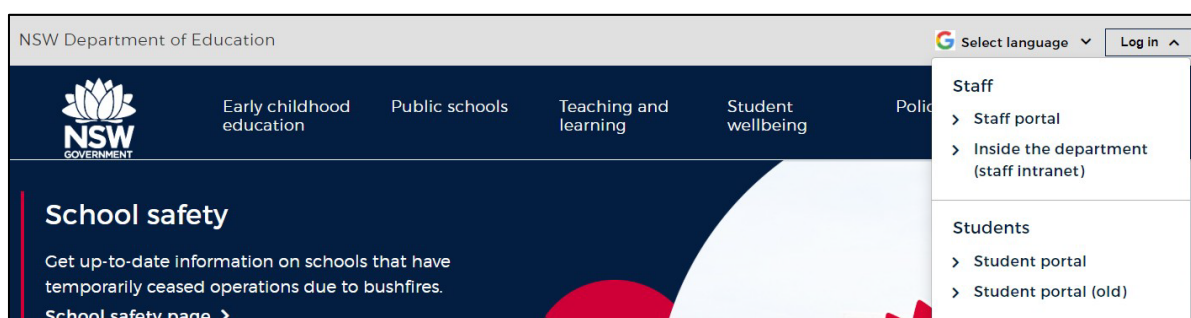 NSW Department of Education
Select language
Log in
NSW
GOVERNMENT
Early childhood
education
Public schools
Teaching and
learning
Student
wellbeing
Polic
Staff
Staff portal
Inside the department
(staff intranet)
Students
Student portal
Student portal (old)
School safety
Get up-to-date information on schools that have
temporarily ceased operations due to bushfires.
School safety page